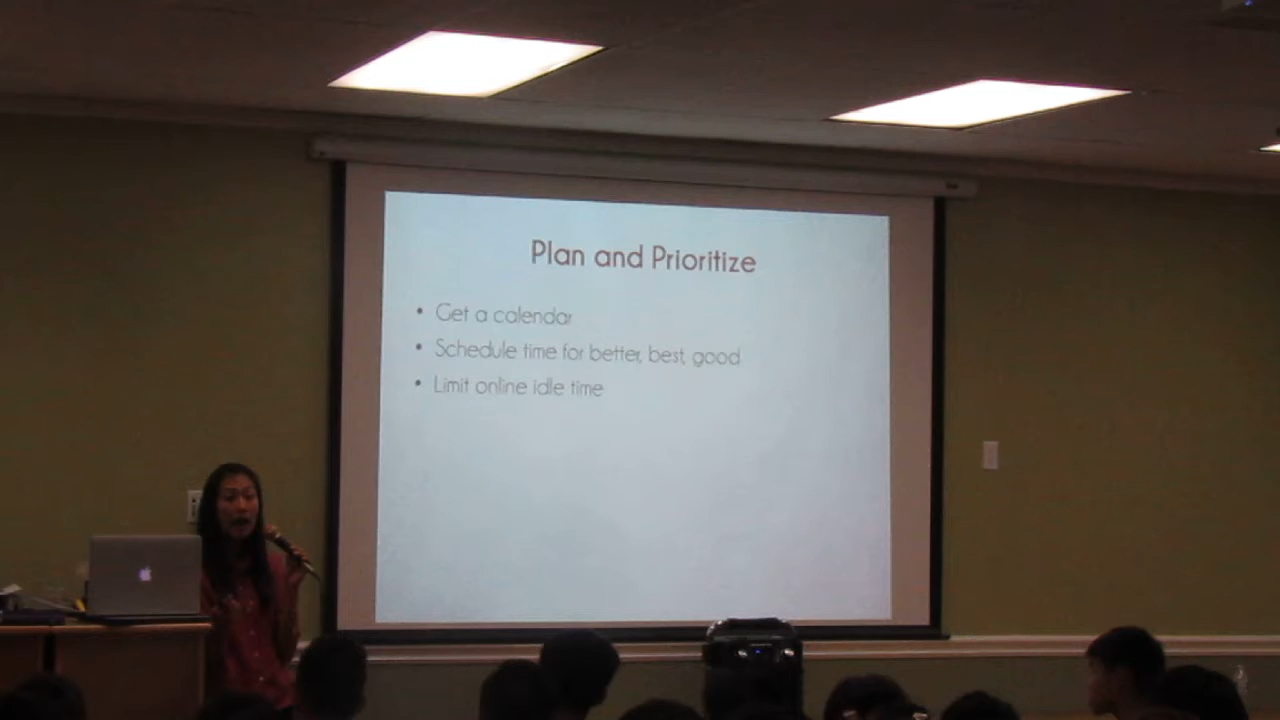 Plan and Prioritize
• Get a calendar
• Schedule time for better, best, good
• Limit online idle time